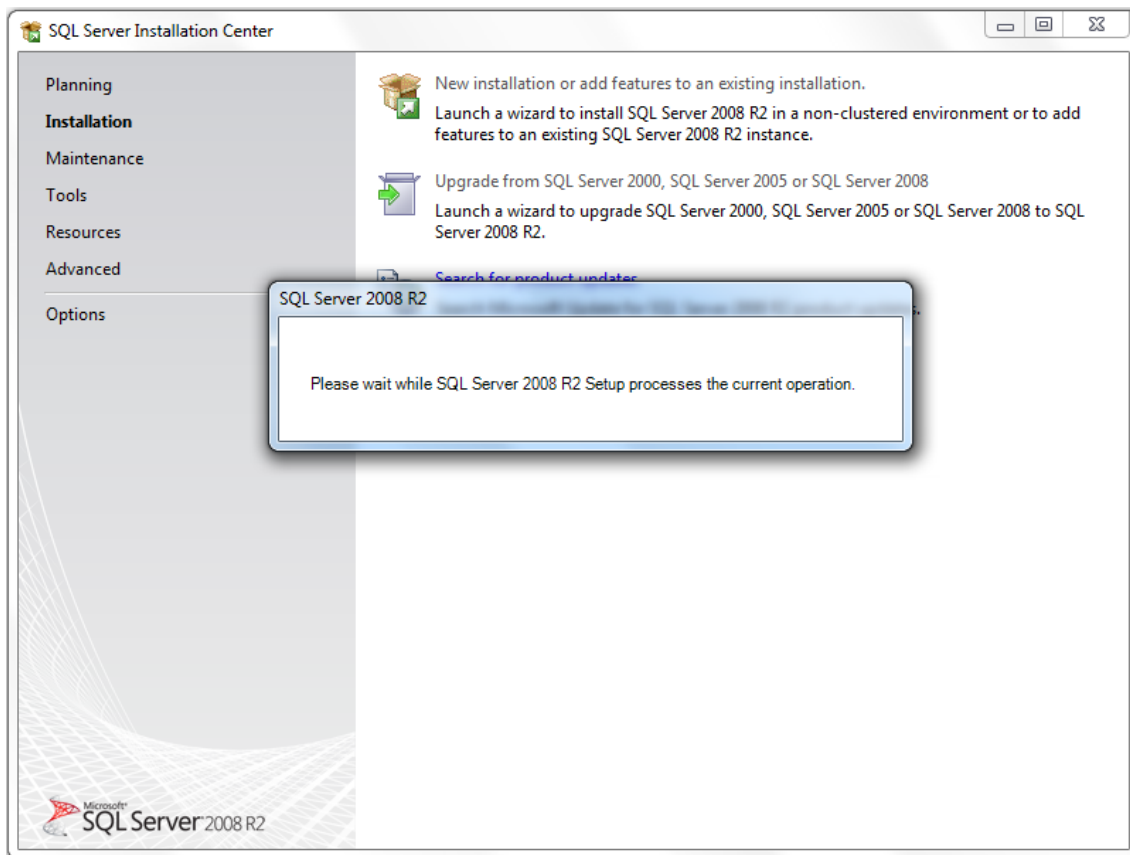 SQL Server Installation Center
Planning
Installation
Maintenance
Tools
Resources
Advanced
Options
New installation or add features to an existing installation.
Launch a wizard to install SQL Server 2008 R2 in a non-clustered environment or to add
features to an existing SQL Server 2008 R2 instance.
Upgrade from SQL Server 2000, SQL Server 2005 or SQL Server 2008
Launch a wizard to upgrade SQL Server 2000, SQL Server 2005 or SQL Server 2008 to SQL
Server 2008 R2.
Search for product updates
SQL Server 2008 R2
Please wait while SQL Server 2008 R2 Setup processes the current operation.
Microsoft®
SQL Server 2008 R2